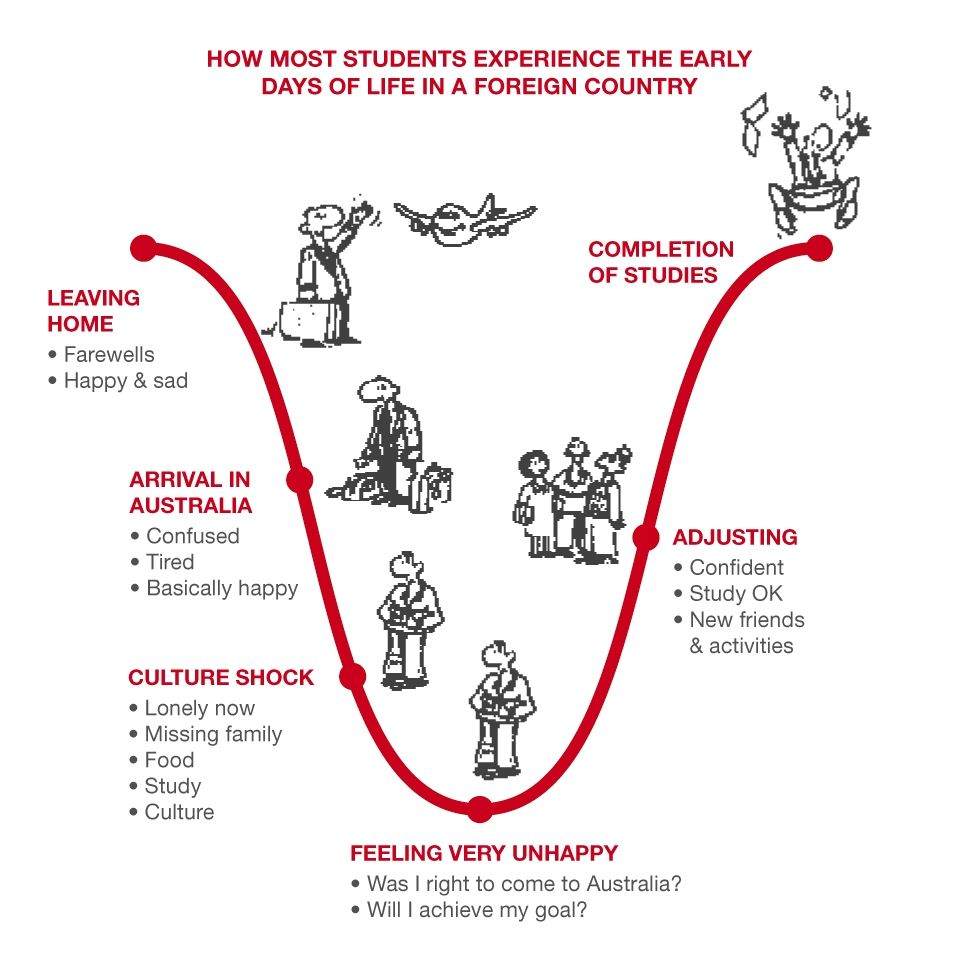 HOW MOST STUDENTS EXPERIENCE THE EARLY
DAYS OF LIFE IN A FOREIGN COUNTRY
LEAVING
HOME
• Farewells
• Happy & sad
ARRIVAL IN
AUSTRALIA
• Confused
• Tired
• Basically happy
CULTURE SHOCK
• Lonely now
• Missing family
• Food
• Study
• Culture
FEELING VERY UNHAPPY
• Was I right to come to Australia?
• Will I achieve my goal?
ADJUSTING
• Confident
• Study OK
• New friends
& activities
COMPLETION
OF STUDIES